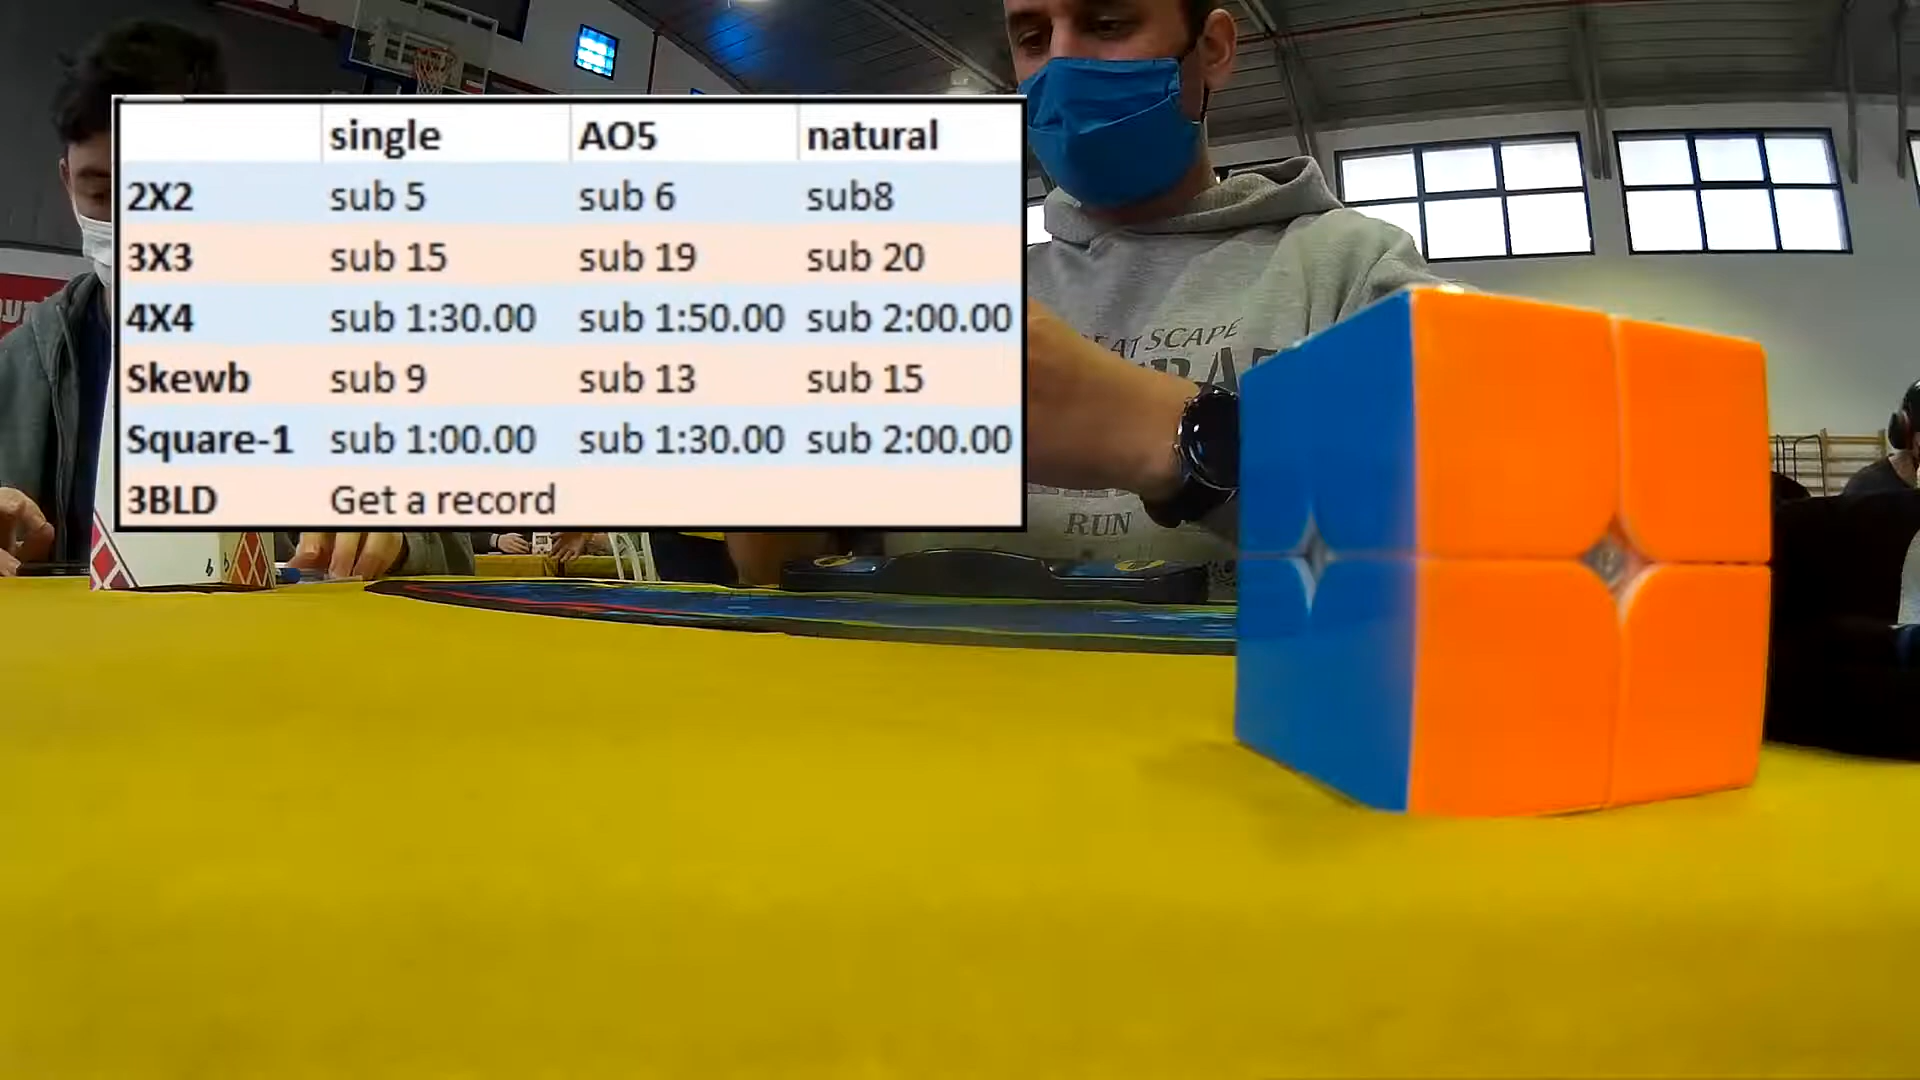 single AO5 natural
2X2 sub 5 sub 6 sub8
3X3 sub 15 sub 19 sub 20
4X4 sub 1:30.00 sub 1:50.00 sub 2:00.00
Skewb sub 9 sub 13 sub 15
Square-1 sub 1:00.00 sub 1:30.00 sub 2:00.00
3BLD Get a record
EAT SCAPE
RUN